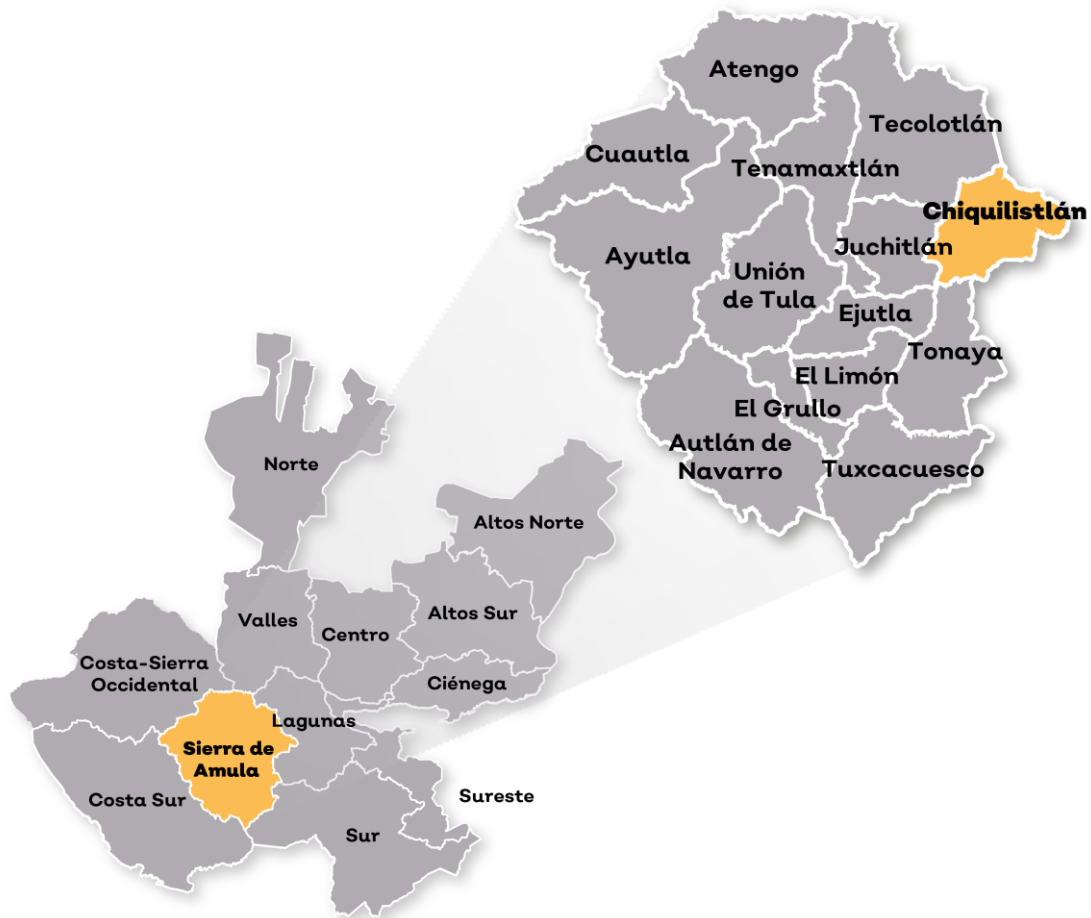 Atengo
Tecolotlán
Cuautla
Tenamaxtlán
Chiquilistlán
Ayutla
Juchitlán
Unión
de Tula
Ejutla
Tonaya
El Limón
El Grullo
Autlán de
Navarro
Tuxcacuesco
Norte
Altos Norte
Valles
Centro
Altos Sur
Costa-Sierra
Occidental
Ciénega
Lagunas
Sierra de
Amula
Costa Sur
Sureste
Sur